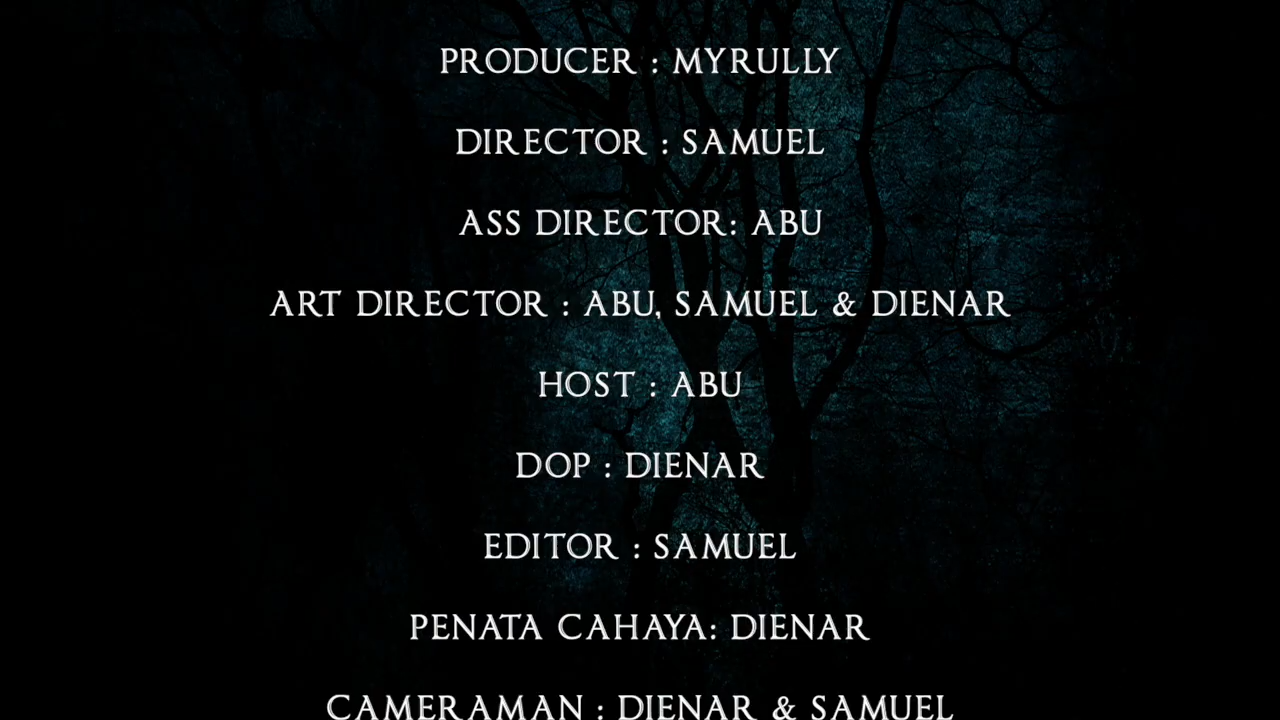 PRODUCER : MYRULLY
DIRECTOR : SAMUEL
ASS DIRECTOR: ABU
ART DIRECTOR : ABU, SAMUEL & DIENAR
HOST : ABU
DOP : DIENAR
EDITOR : SAMUEL
PENATA CAHAYA: DIENAR
CAMERAMAN : DIENAR & SAMUEL